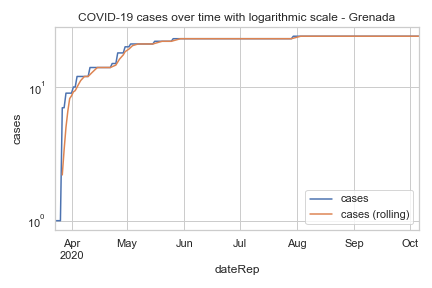 COVID-19 cases over time with logarithmic scale - Grenada
cases
10¹
10⁰
cases
cases (rolling)
Apr
2020
May
Jun
Jul
Aug
Sep
Oct
dateRep